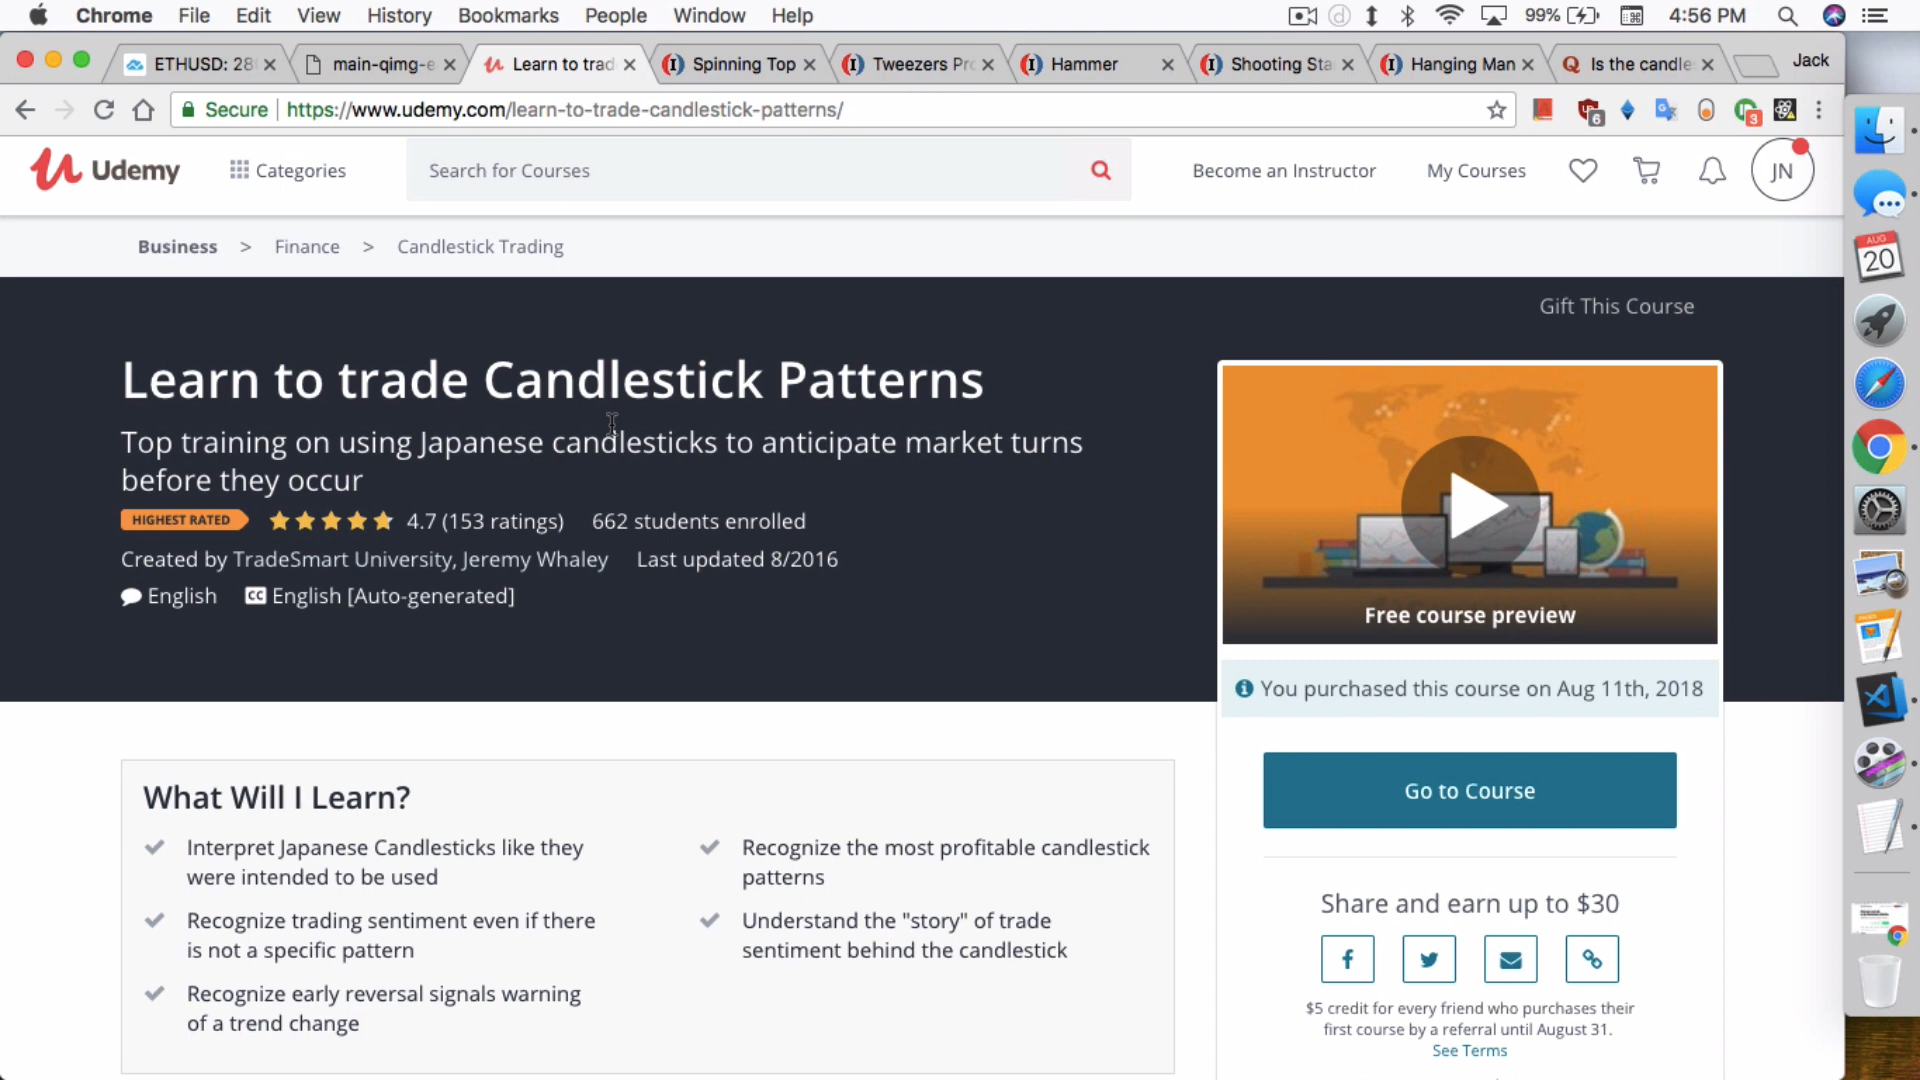 Chrome File Edit View History Bookmarks People Window Help 99% 4:56 PM
ETHUSD: 28 main-qimg-e Learn to trad Spinning Top Tweezers Pro Hammer Shooting Sta Hanging Man Is the candle Jack
Secure https://www.udemy.com/learn-to-trade-candlestick-patterns/ 6 3
Udemy Categories Search for Courses Become an Instructor My Courses JN
AUG
20
Business > Finance > Candlestick Trading
Gift This Course
Learn to trade Candlestick Patterns
Top training on using Japanese candlesticks to anticipate market turns
before they occur
HIGHEST RATED 4.7 (153 ratings) 662 students enrolled
Created by TradeSmart University, Jeremy Whaley Last updated 8/2016
English CC English [Auto-generated]
Free course preview
You purchased this course on Aug 11th, 2018
Go to Course
What Will I Learn?
Interpret Japanese Candlesticks like they
were intended to be used
Recognize trading sentiment even if there
is not a specific pattern
Recognize early reversal signals warning
of a trend change
Recognize the most profitable candlestick
patterns
Understand the "story" of trade
sentiment behind the candlestick
Share and earn up to $30
$5 credit for every friend who purchases their
first course by a referral until August 31.
See Terms